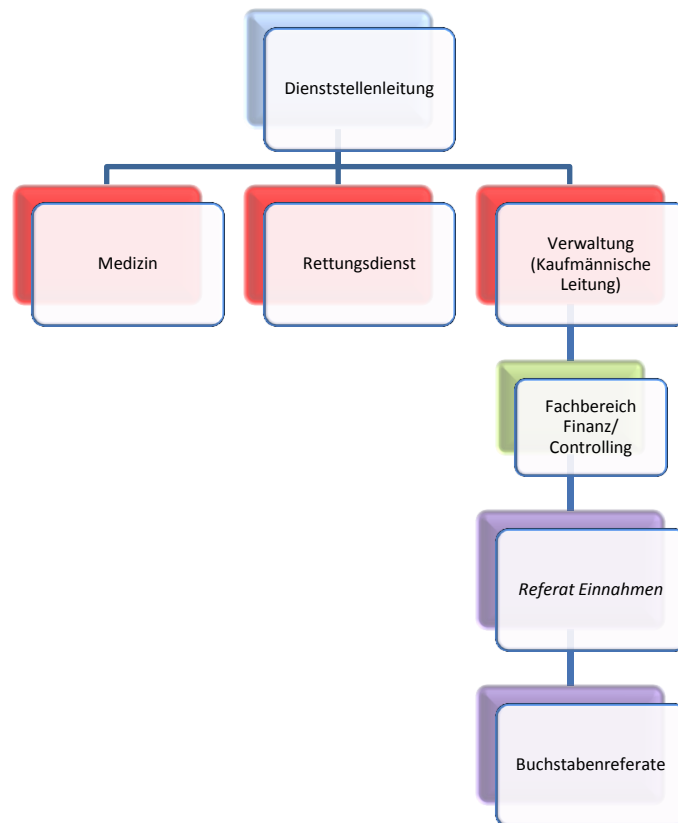 Dienststellenleitung
Medizin
Rettungsdienst
Verwaltung
(Kaufmännische
Leitung)
Fachbereich
Finanz/
Controlling
Referat Einnahmen
Buchstabenreferate